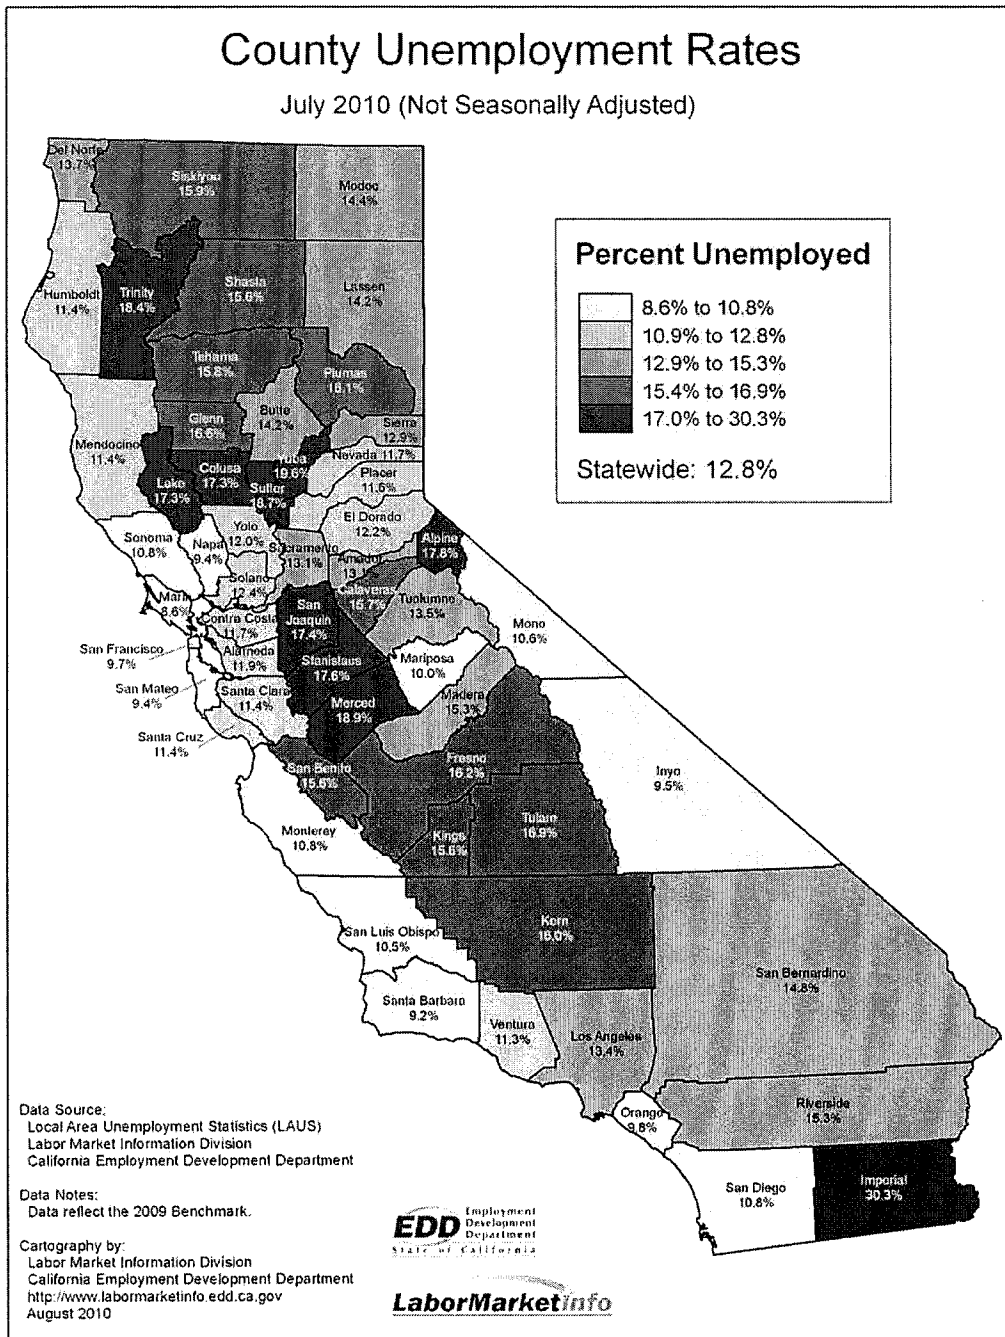 County Unemployment Rates
July 2010 (Not Seasonally Adjusted)
Del Norte
13.7%
Siskiyou
15.9%
Modoc
14.4%
Percent Unemployed
8.6% to 10.8%
10.9% to 12.8%
12.9% to 15.3%
15.4% to 16.9%
17.0% to 30.3%
Statewide: 12.8%
Humboldt
11.4%
Trinity
18.4%
Shasta
Lassen
14.2%
Tehama
15.8%
Plumas
16.1%
Glenn
16.6%
Butte
14.2%
Sierra
12.9%
Mendocino
11.4%
Lake
17.3%
Colusa
17.3%
Yuba
19.6%
Sutter
18.7%
Nevada 11.7%
Placer
11.6%
El Dorado
12.2%
Sonoma
10.8%
Napa
9.4%
Yolo
12.0%
Sacramento
13.1%
Alpine
17.8%
Amador
13.1%
Solano
12.4%
Calaveras
15.7%
Marin
8.6%
Contra Costa
11.7%
San
Joaquin
17.4%
Tuolumne
13.5%
Mono
10.6%
San Francisco
9.7%
Alameda
11.9%
Stanislaus
17.6%
Mariposa
10.0%
San Mateo
9.4%
Santa Clara
11.4%
Merced
18.9%
Madera
15.3%
Santa Cruz
11.4%
San Benito
15.6%
Fresno
16.2%
Inyo
9.5%
Monterey
10.8%
Kings
15.6%
Tulare
16.9%
San Luis Obispo
10.5%
Kern
16.0%
San Bernardino
14.8%
Santa Barbara
9.2%
Ventura
11.3%
Los Angeles
13.4%
Orange
9.8%
Riverside
15.3%
San Diego
10.8%
Imperial
30.3%
Data Source:
Local Area Unemployment Statistics (LAUS)
Labor Market Information Division
California Employment Development Department
Data Notes:
Data reflect the 2009 Benchmark.
Cartography by:
Labor Market Information Division
California Employment Development Department
http://www.labormarketinfo.edd.ca.gov
August 2010
EDD Employment
Development
Department
State of California
LaborMarketinfo